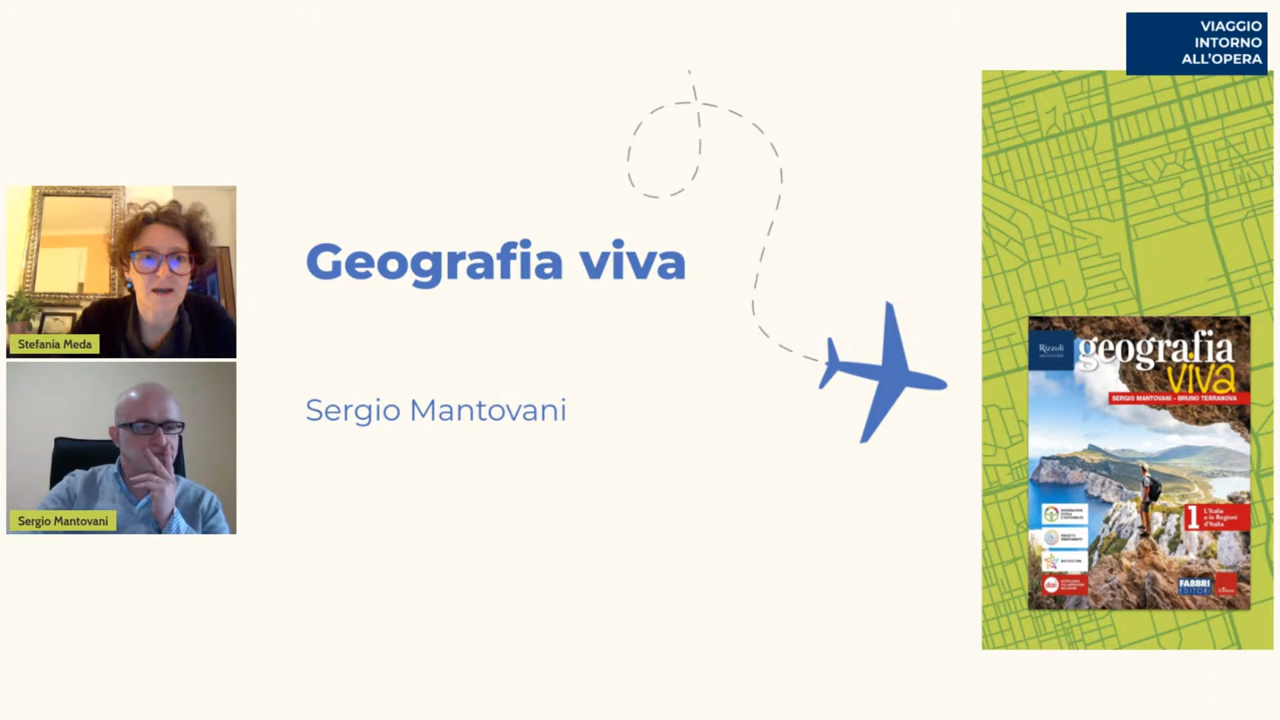 VIAGGIO
INTORNO
ALL'OPERA
Geografia viva
Sergio Mantovani
Stefania Meda
Sergio Mantovani
Rizzoli
geografia
viva
SERGIO MANTOVANI – BRUNO TERRANOVA
1
L'Italia
e le Regioni
d'Italia
FABBRI
EDITORI